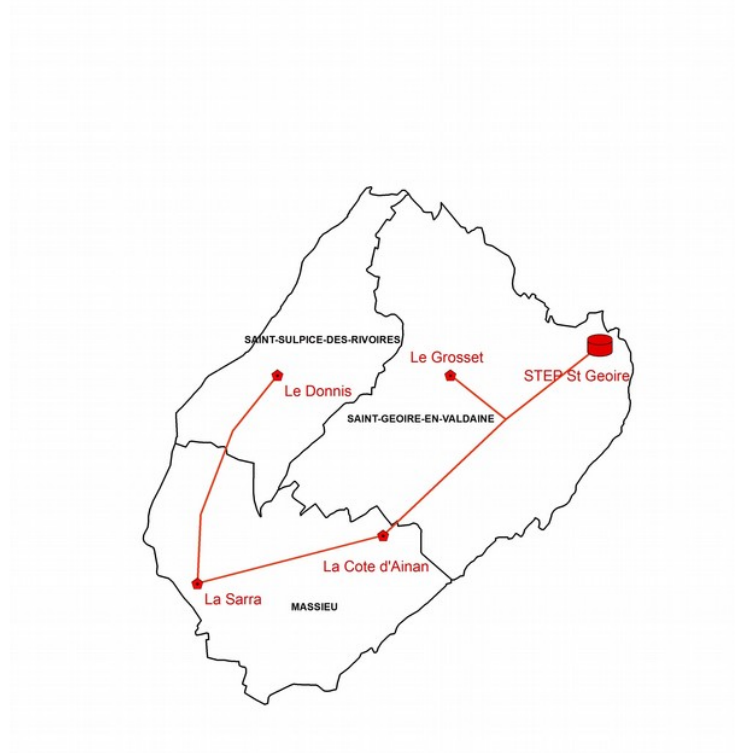 SAINT-SULPICE-DES-RIVOIRES
Le Grosset
STEP St Geoire
Le Donnis
SAINT-GEOIRE-EN-VALDAINE
La Cote d'Ainan
La Sarra
MASSIEU